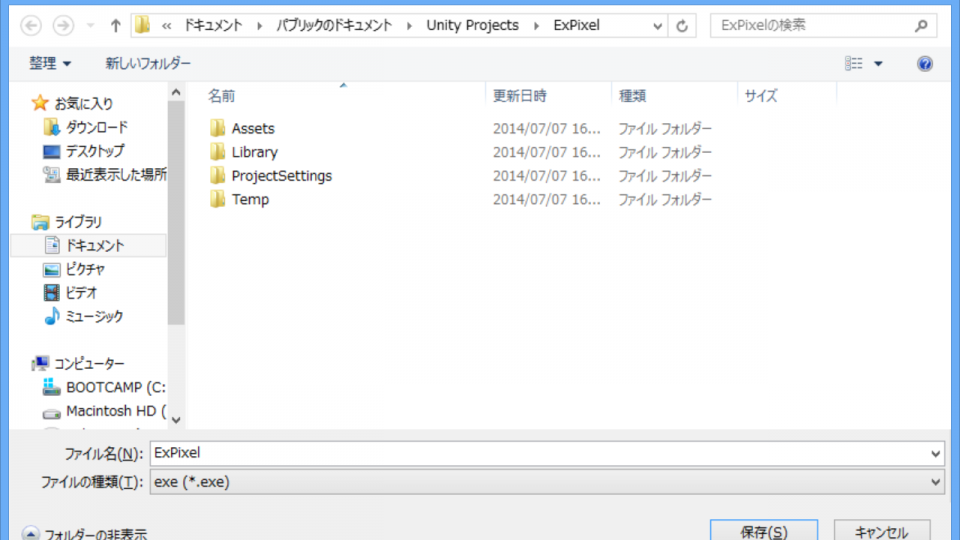 « ドキュメント ▸ パブリックのドキュメント ▸ Unity Projects ▸ ExPixel
ExPixelの検索
整理 ▼ 新しいフォルダー
名前 更新日時 種類 サイズ
お気に入り
ダウンロード
デスクトップ
最近表示した場所
ライブラリ
ドキュメント
ピクチャ
ビデオ
ミュージック
コンピューター
BOOTCAMP (C:
Macintosh HD (
Assets 2014/07/07 16... ファイル フォルダー
Library 2014/07/07 16... ファイル フォルダー
ProjectSettings 2014/07/07 16... ファイル フォルダー
Temp 2014/07/07 16... ファイル フォルダー
ファイル名(N): ExPixel
ファイルの種類(T): exe (*.exe)
フォルダーの非表示
保存(S) キャンセル